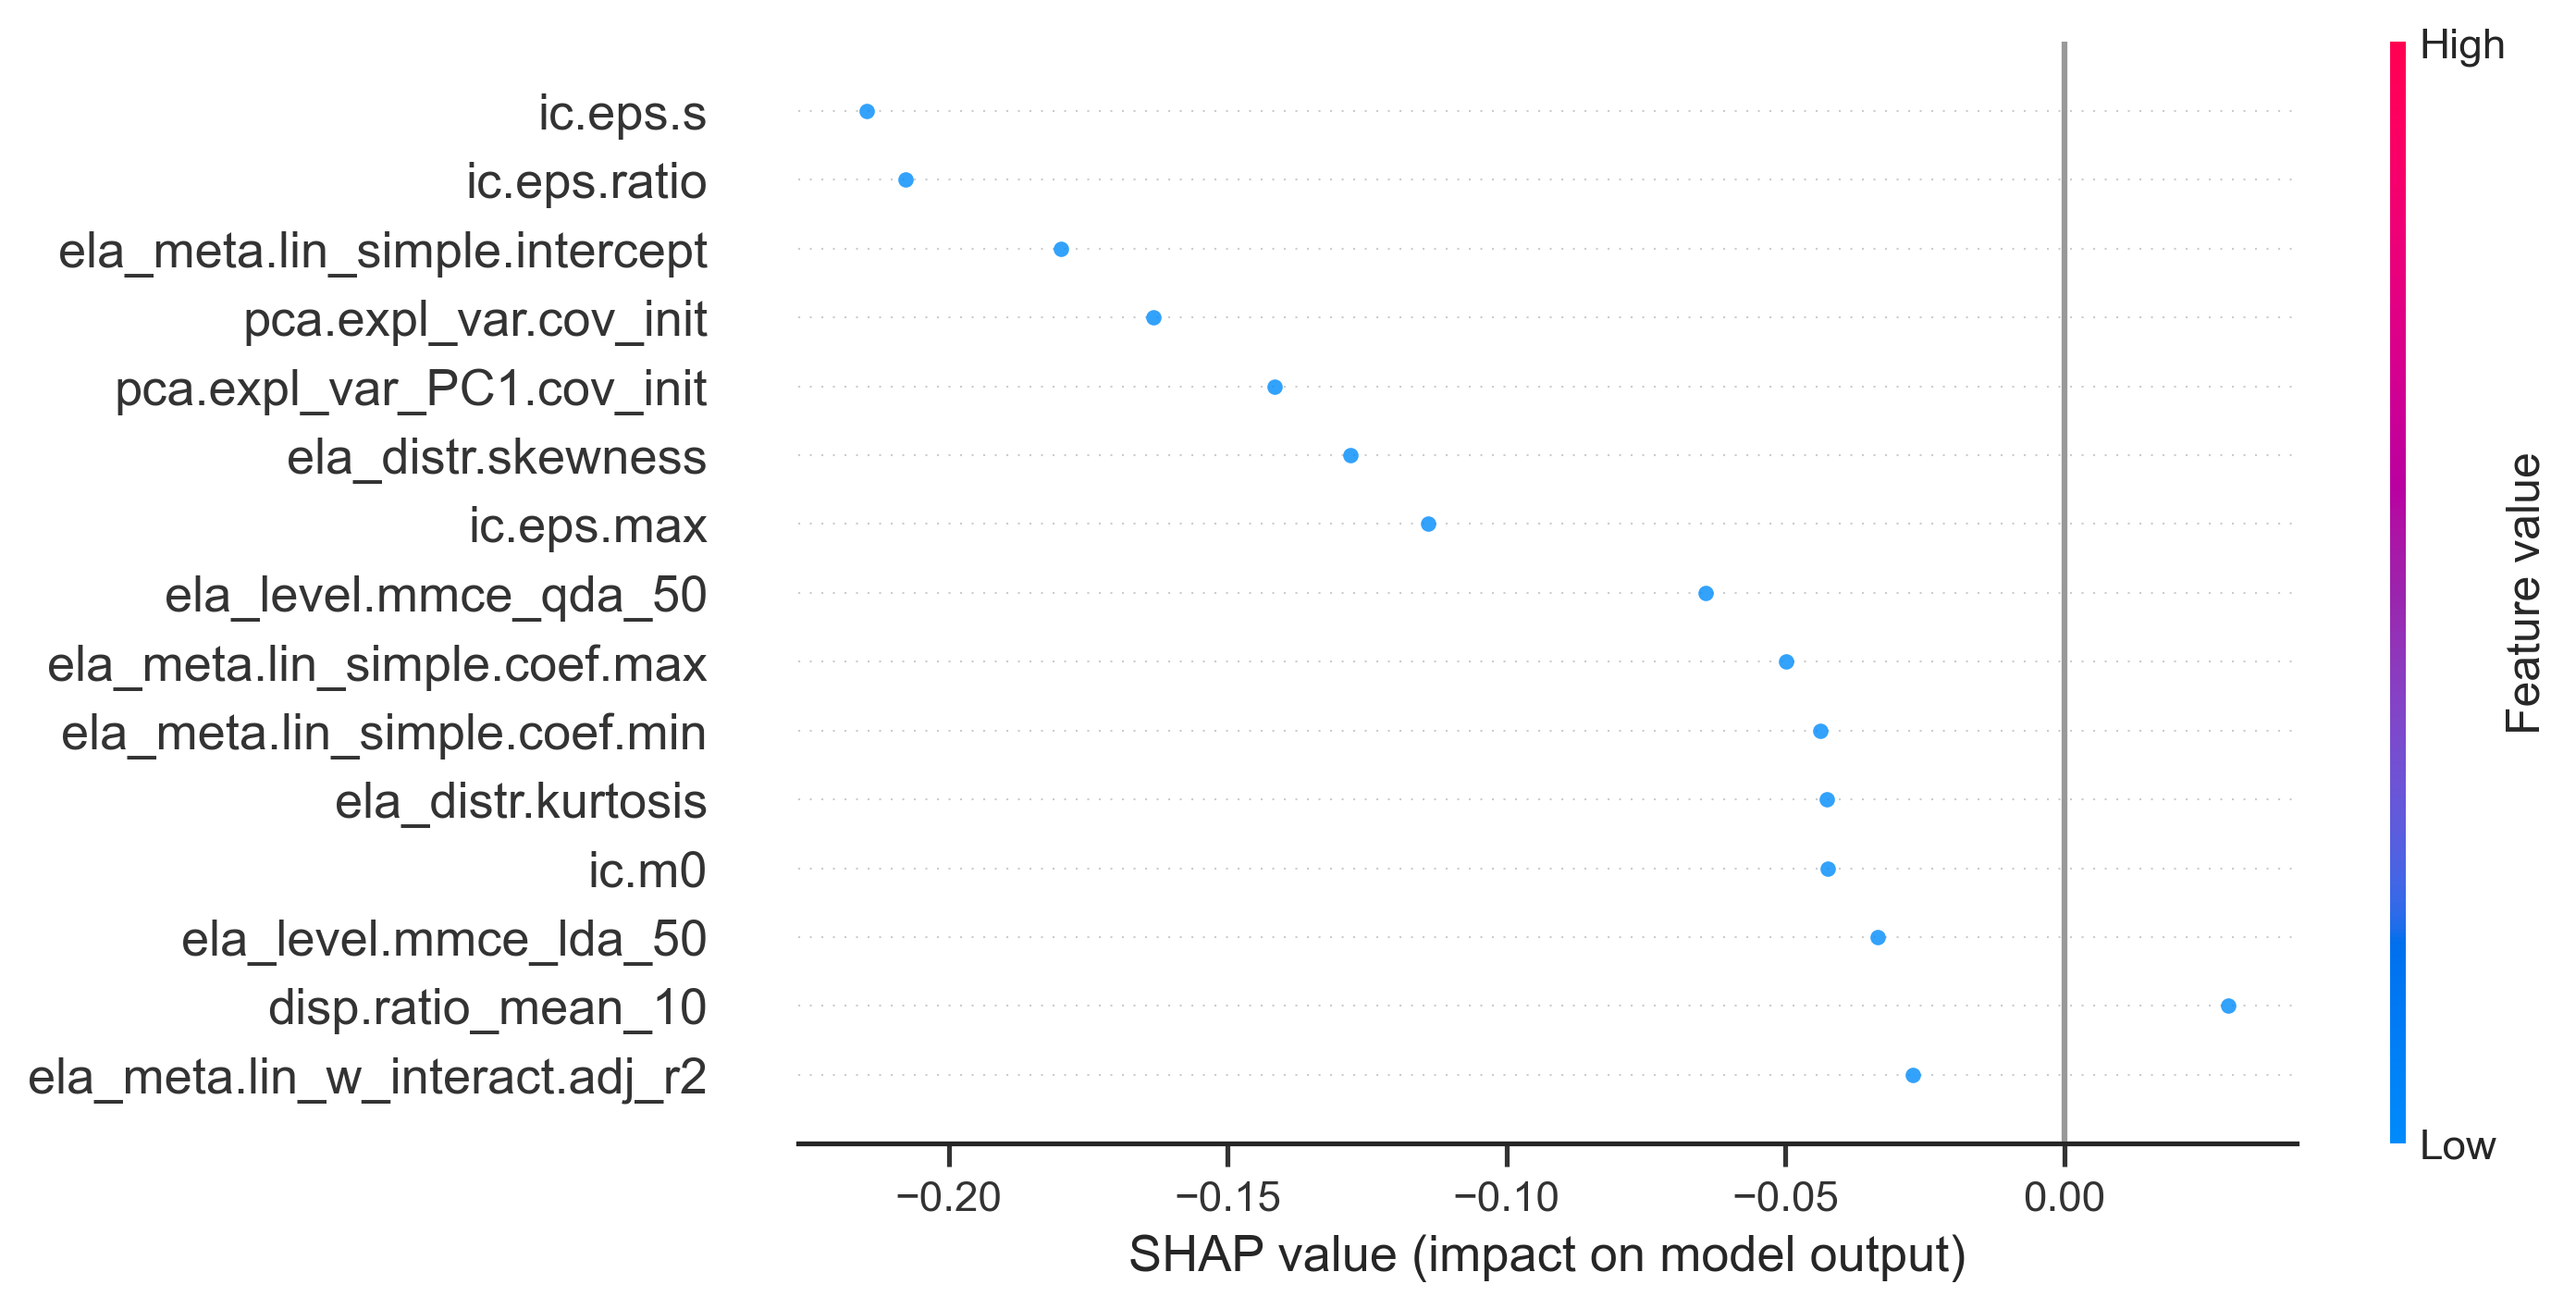 High
ic.eps.s
ic.eps.ratio
ela_meta.lin_simple.intercept
pca.expl_var.cov_init
pca.expl_var_PC1.cov_init
ela_distr.skewness
ic.eps.max
ela_level.mmce_qda_50
ela_meta.lin_simple.coef.max
ela_meta.lin_simple.coef.min
ela_distr.kurtosis
ic.m0
ela_level.mmce_lda_50
disp.ratio_mean_10
ela_meta.lin_w_interact.adj_r2
Feature value
Low
−0.20 −0.15 −0.10 −0.05 0.00
SHAP value (impact on model output)